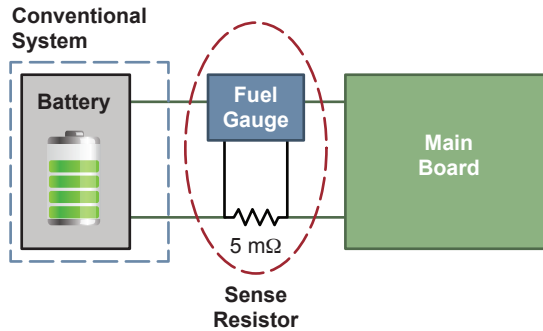 Conventional
System
Battery
Fuel
Gauge
Main
Board
5 mΩ
Sense
Resistor